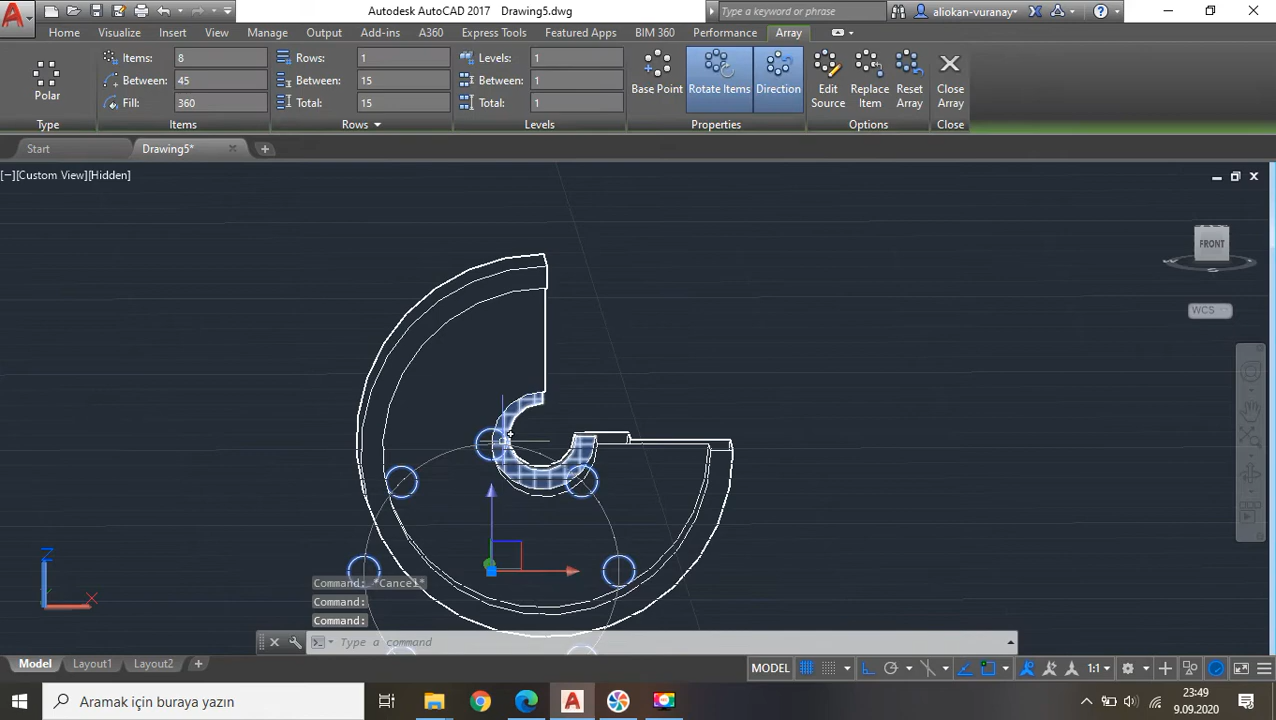 Autodesk AutoCAD 2017 Drawing5.dwg
Type a keyword or phrase
aliokan-vuranay
Home Visualize Insert View Manage Output Add-ins A360 Express Tools Featured Apps BIM 360 Performance Array
Items: 8 Rows: 1 Levels: 1
Between: 45 Between: 15 Between: 1
Fill: 360 Total: 15 Total: 1
Polar
Base Point
Rotate Items
Direction
Edit Source
Replace Item
Reset Array
Close Array
Type Items Rows Levels Properties Options Close
Start Drawing5*
[−][Custom View][Hidden]
FRONT
WCS
Z
X
Command: *Cancel*
Command:
Command:
Type a command
Model Layout1 Layout2
MODEL 1:1
Aramak için buraya yazın
23:49
9.09.2020